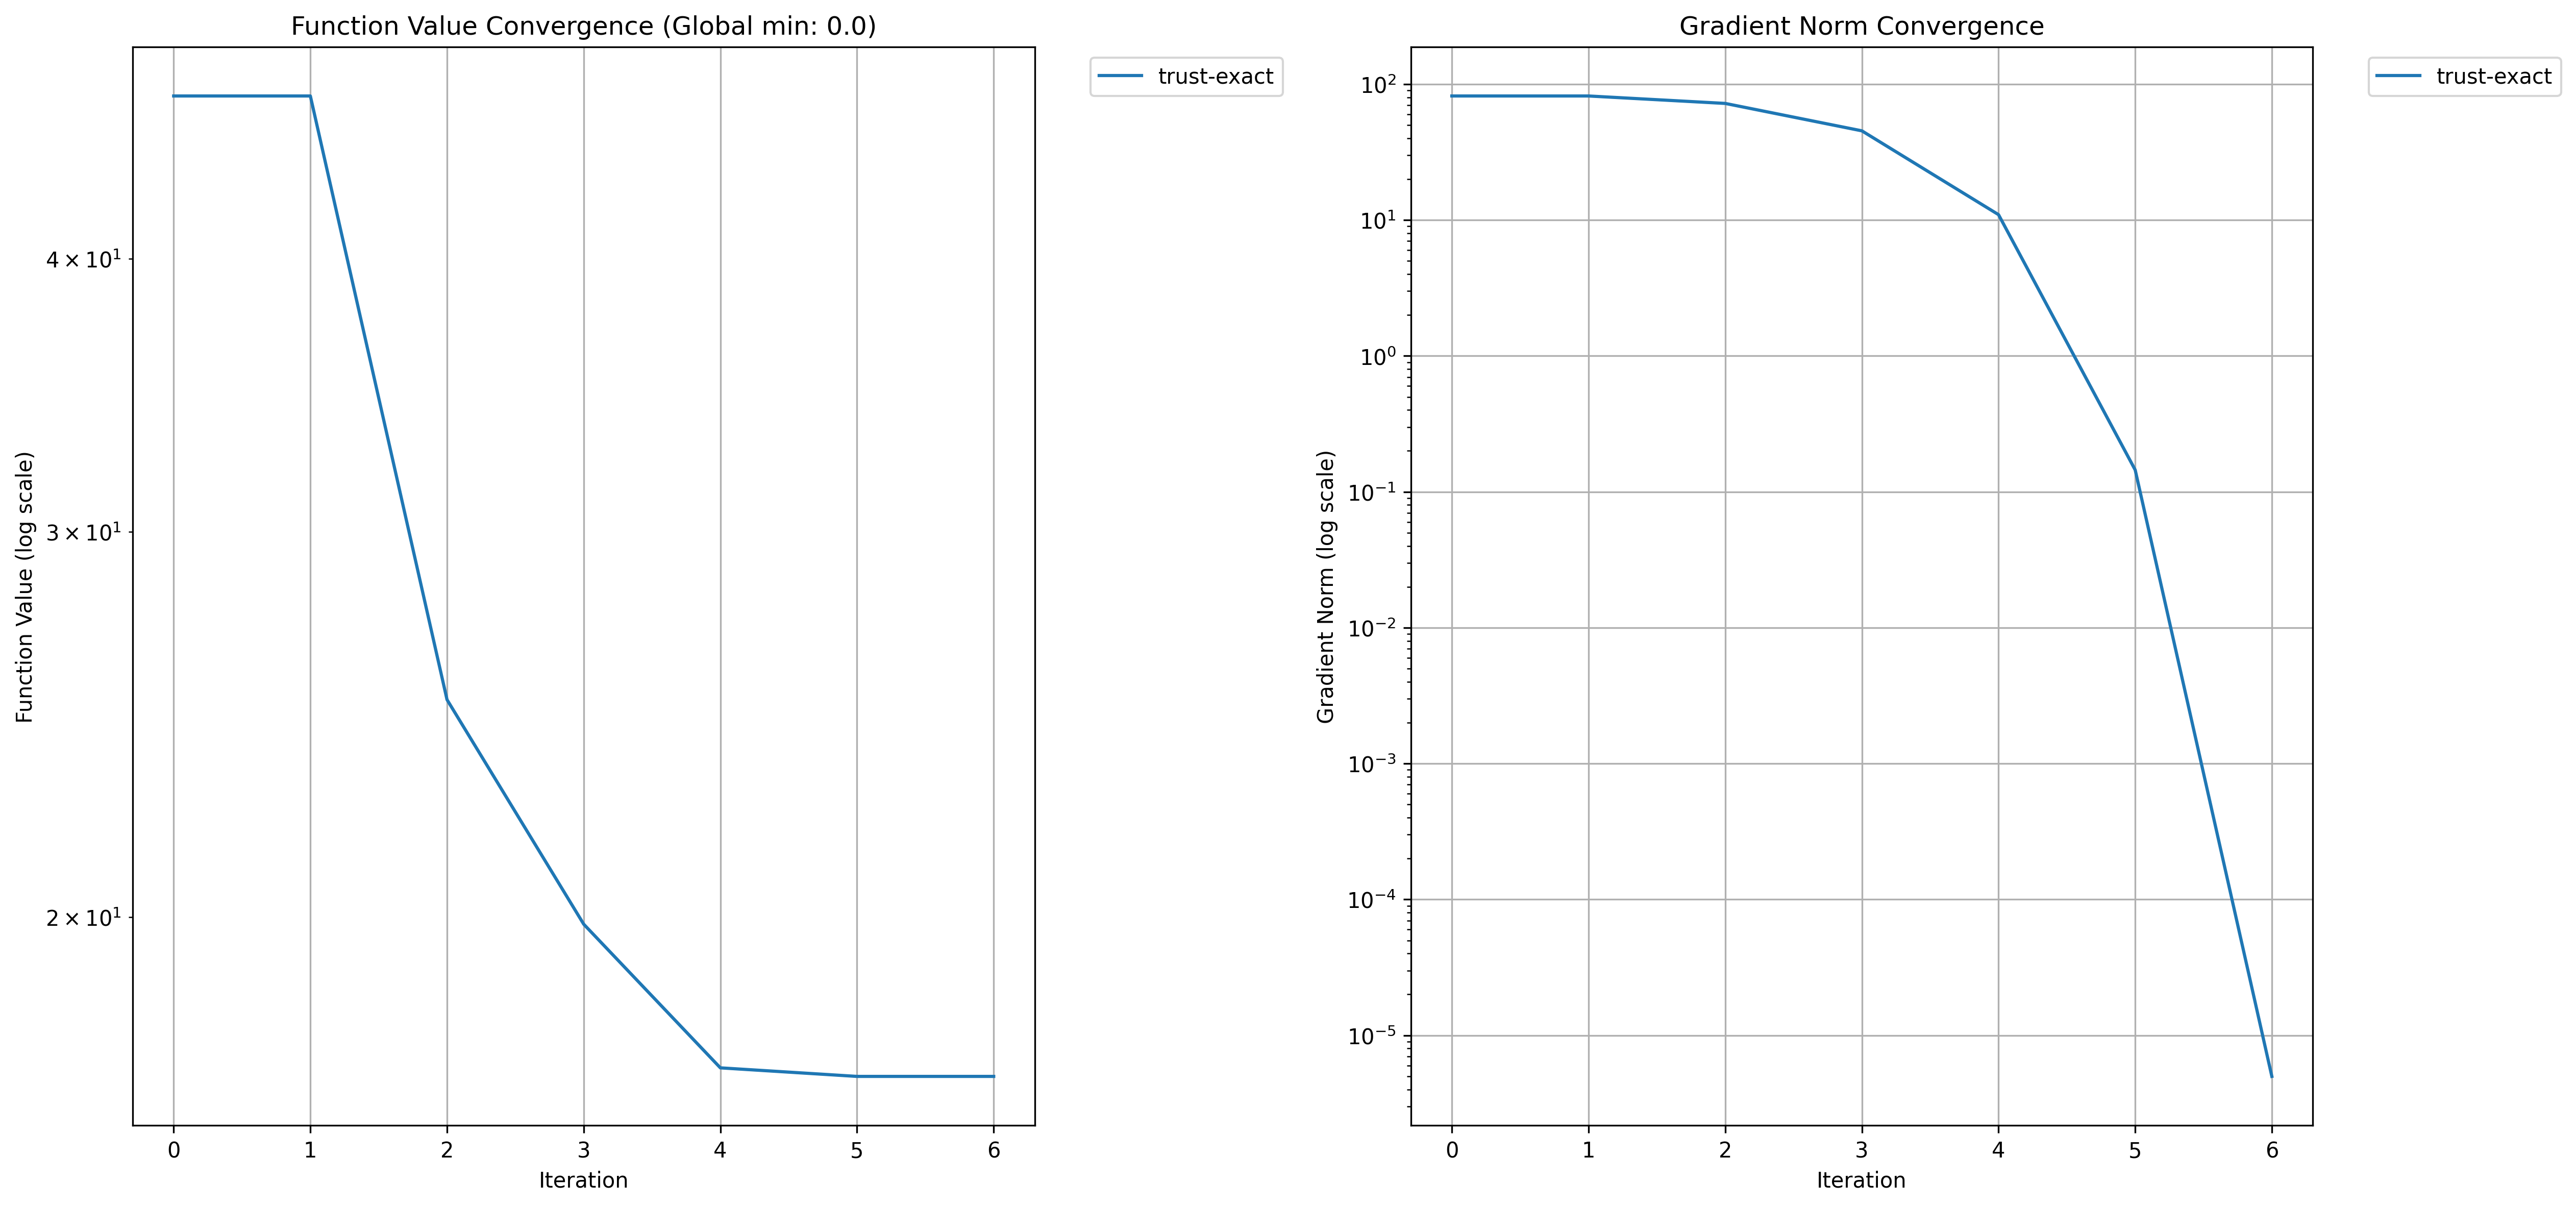 Function Value Convergence (Global min: 0.0)
trust-exact
4 × 10¹
3 × 10¹
2 × 10¹
Function Value (log scale)
0 1 2 3 4 5 6
Iteration
Gradient Norm Convergence
trust-exact
10²
10¹
10⁰
10⁻¹
10⁻²
10⁻³
10⁻⁴
10⁻⁵
Gradient Norm (log scale)
0 1 2 3 4 5 6
Iteration